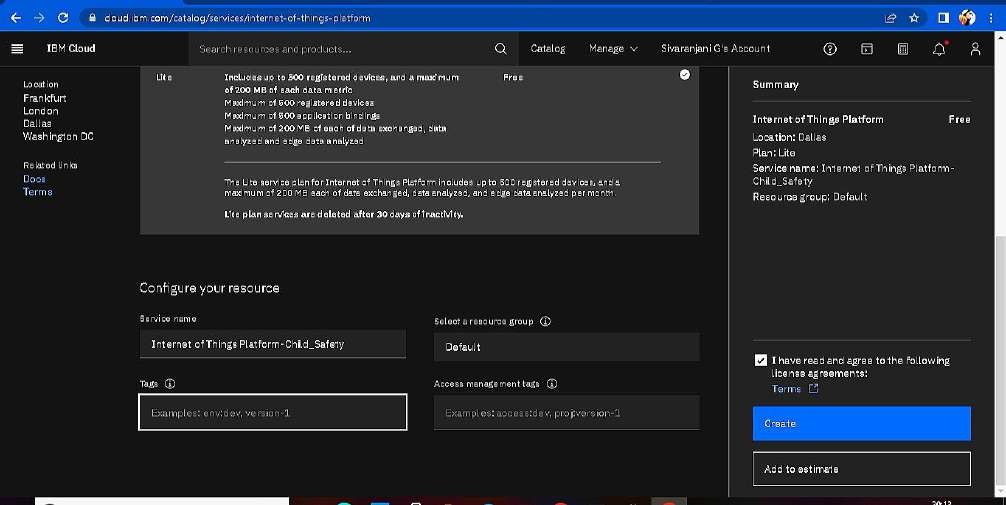 cloud.ibm.com/catalog/services/internet-of-things-platform
IBM Cloud
Search resources and products...
Catalog
Manage
Sivaranjani G's Account
Location
Frankfurt
London
Dallas
Washington DC
Related links
Docs
Terms
Lite
Includes up to 500 registered devices, and a maximum
of 200 MB of each data metric
Maximum of 500 registered devices
Maximum of 500 application bindings
Maximum of 200 MB of each of data exchanged, data
analyzed and edge data analyzed
Free
The Lite service plan for Internet of Things Platform includes up to 500 registered devices, and a
maximum of 200 MB each of data exchanged, data analyzed, and edge data analyzed per month.
Lite plan services are deleted after 30 days of inactivity.
Configure your resource
Service name
Internet of Things Platform-Child_Safety
Select a resource group
Default
Tags
Examples: env:dev, version-1
Access management tags
Examples: access:dev, proj:version-1
Summary
Internet of Things Platform Free
Location: Dallas
Plan: Lite
Service name: Internet of Things Platform-
Child_Safety
Resource group: Default
I have read and agree to the following
license agreements:
Terms
Create
Add to estimate